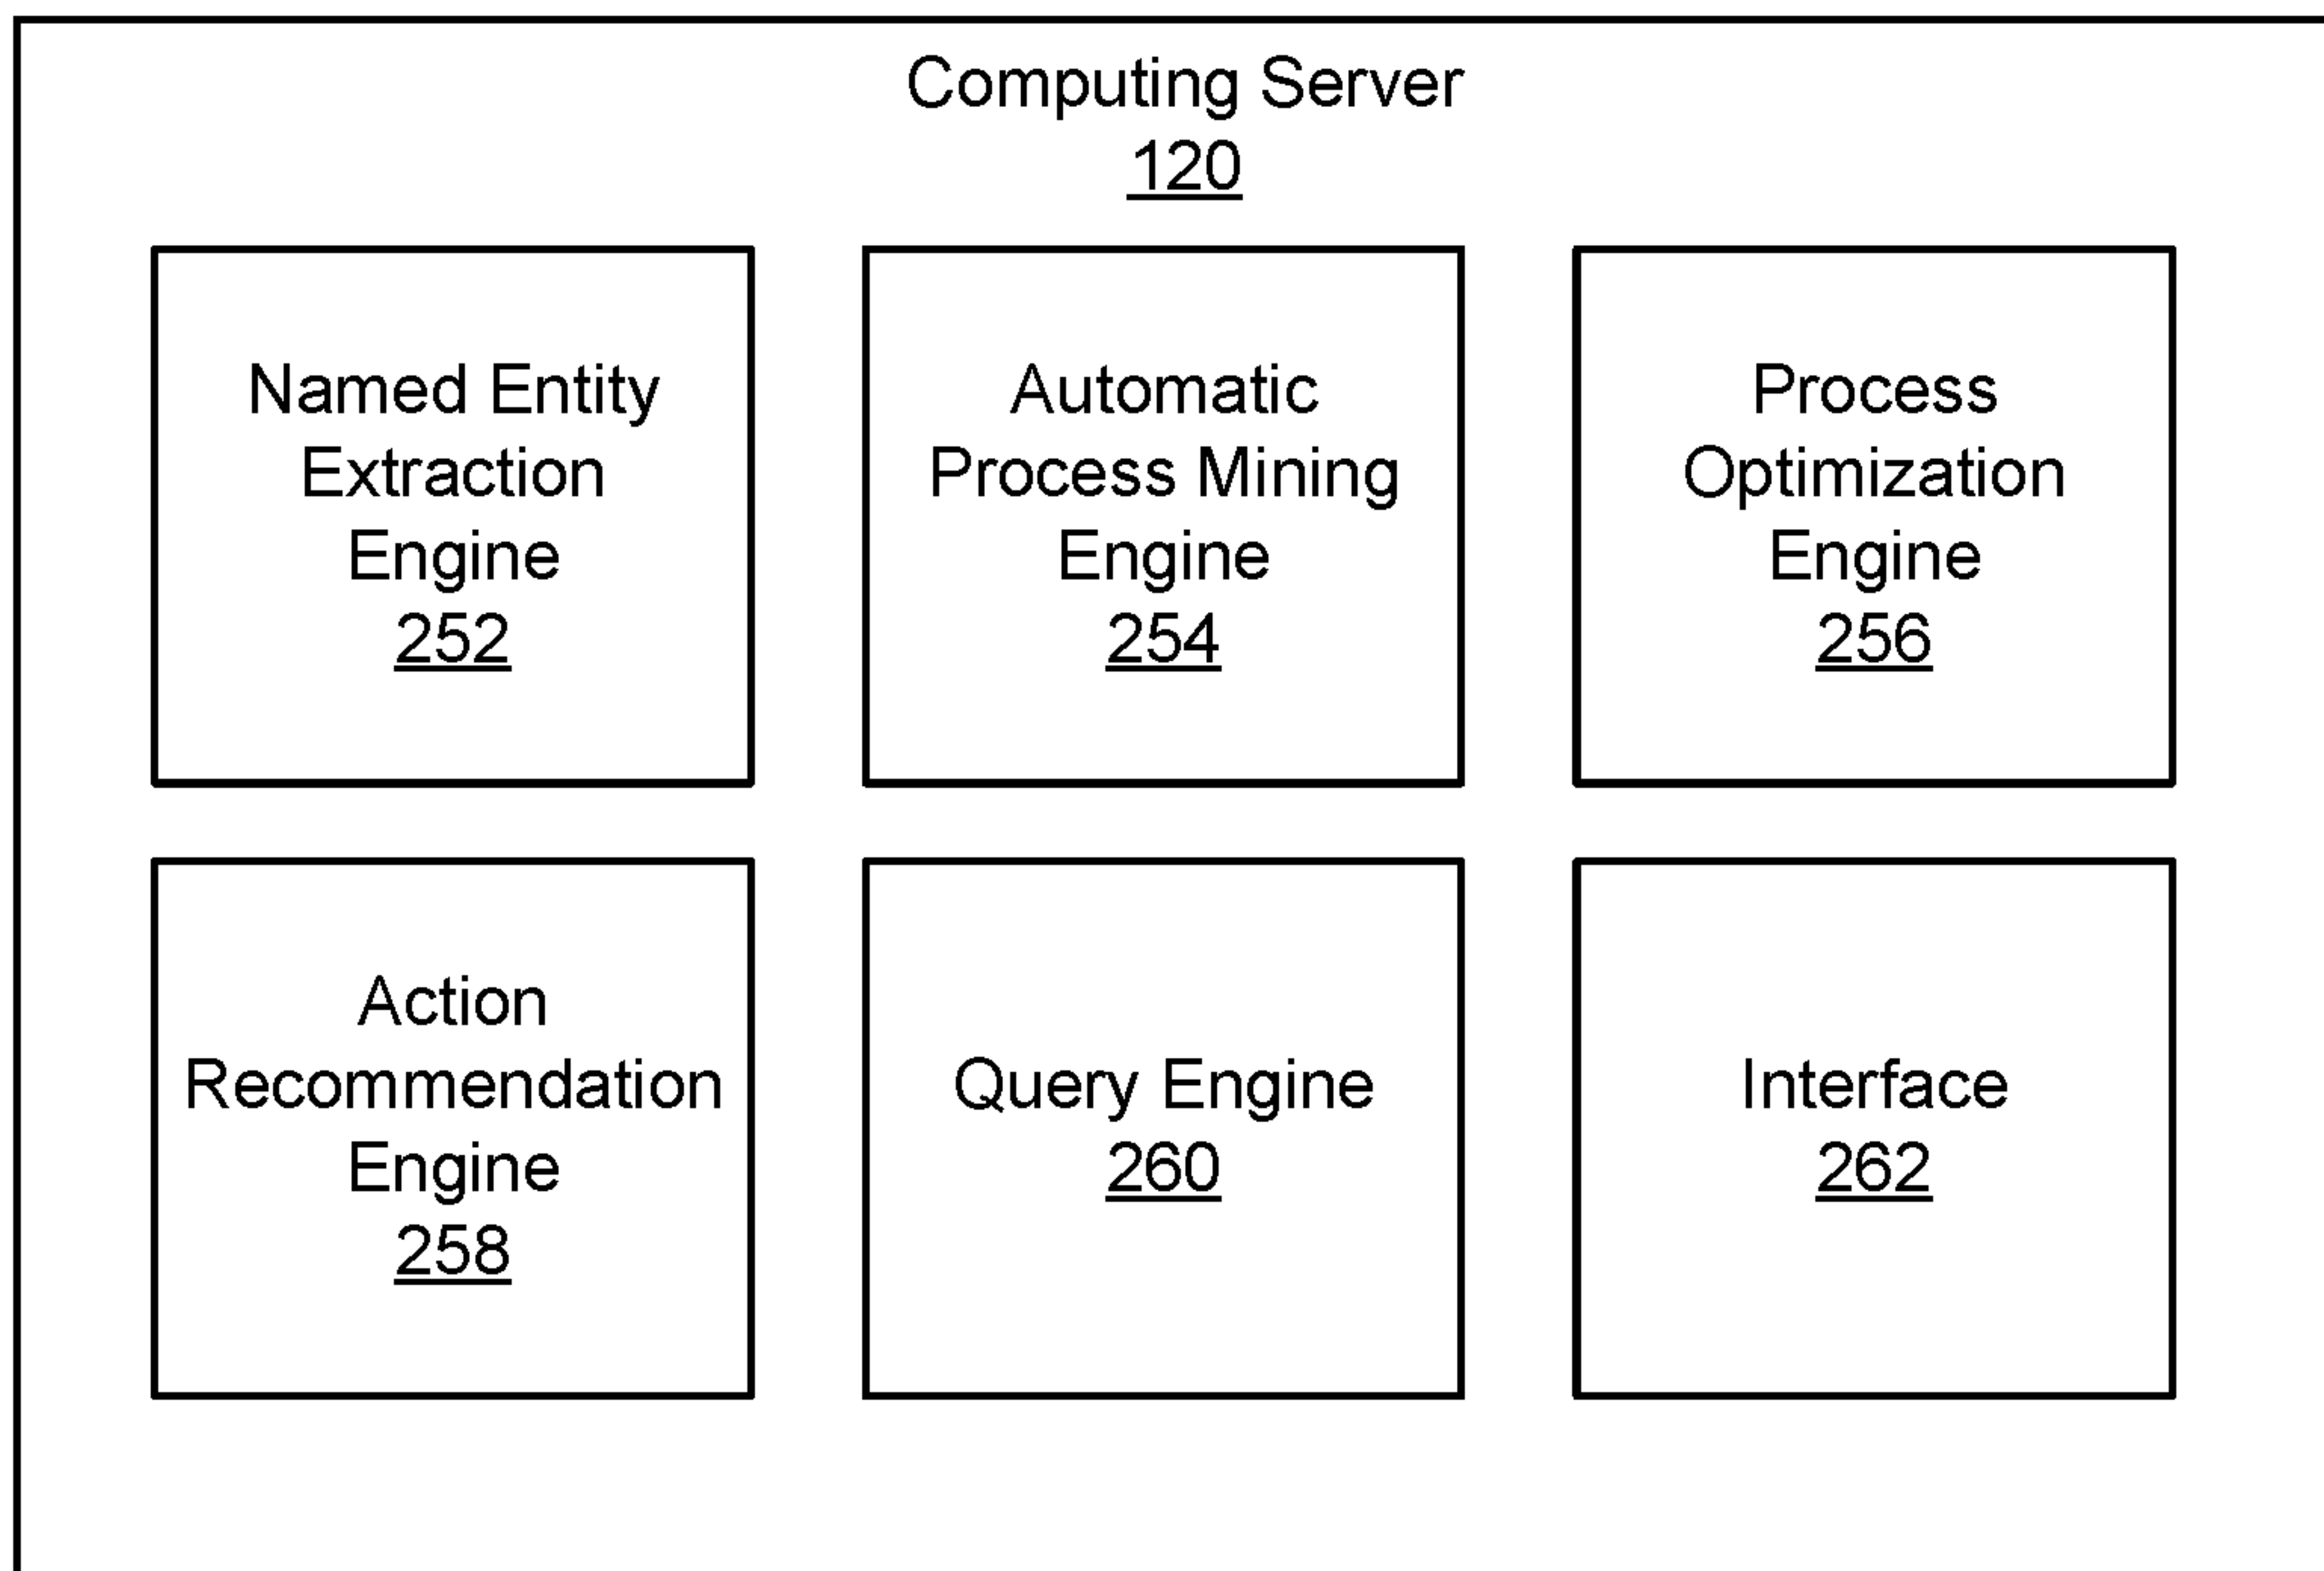 Computing Server
120
Named Entity
Extraction
Engine
252
Automatic
Process Mining
Engine
254
Process
Optimization
Engine
256
Action
Recommendation
Engine
258
Query Engine
260
Interface
262